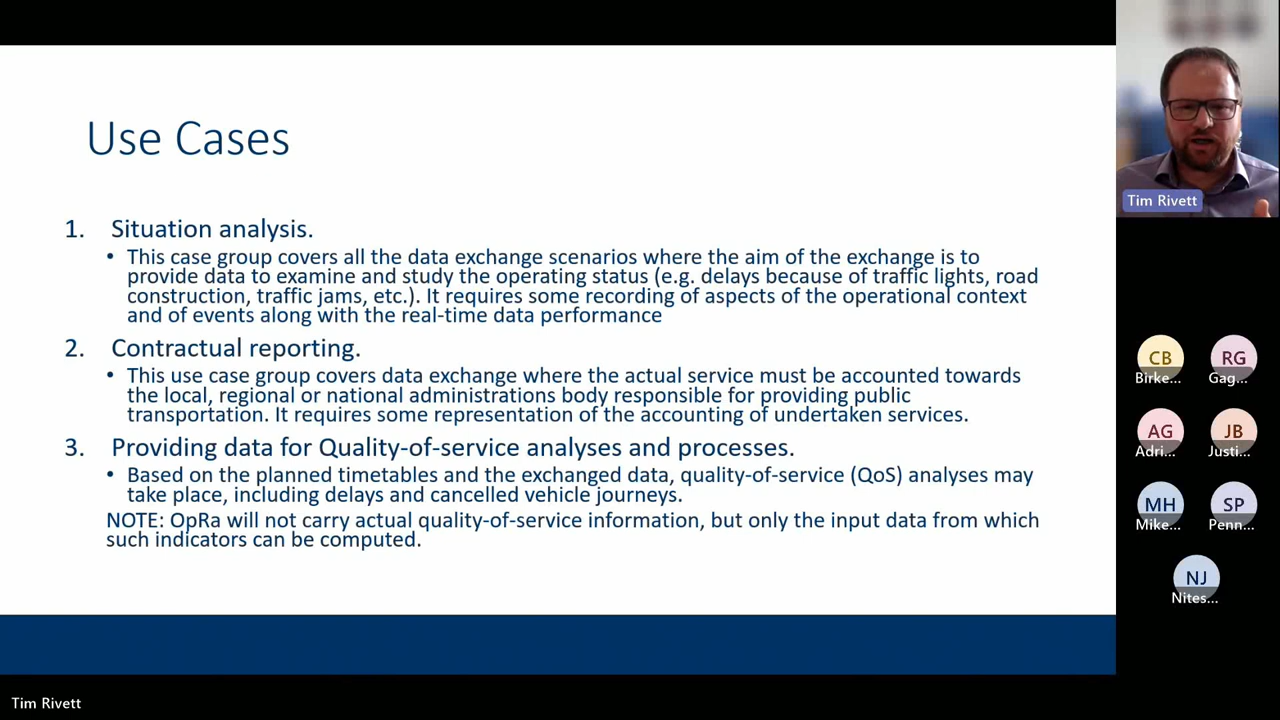 Use Cases
1. Situation analysis.
• This case group covers all the data exchange scenarios where the aim of the exchange is to
provide data to examine and study the operating status (e.g. delays because of traffic lights, road
construction, traffic jams, etc.). It requires some recording of aspects of the operational context
and of events along with the real-time data performance
2. Contractual reporting.
• This use case group covers data exchange where the actual service must be accounted towards
the local, regional or national administrations body responsible for providing public
transportation. It requires some representation of the accounting of undertaken services.
3. Providing data for Quality-of-service analyses and processes.
• Based on the planned timetables and the exchanged data, quality-of-service (QoS) analyses may
take place, including delays and cancelled vehicle journeys.
NOTE: OpRa will not carry actual quality-of-service information, but only the input data from which
such indicators can be computed.
Tim Rivett
CB RG
Birke... Gag...
AG JB
Adri... Justi...
MH SP
Mike... Penn...
NJ
Nites...
Tim Rivett